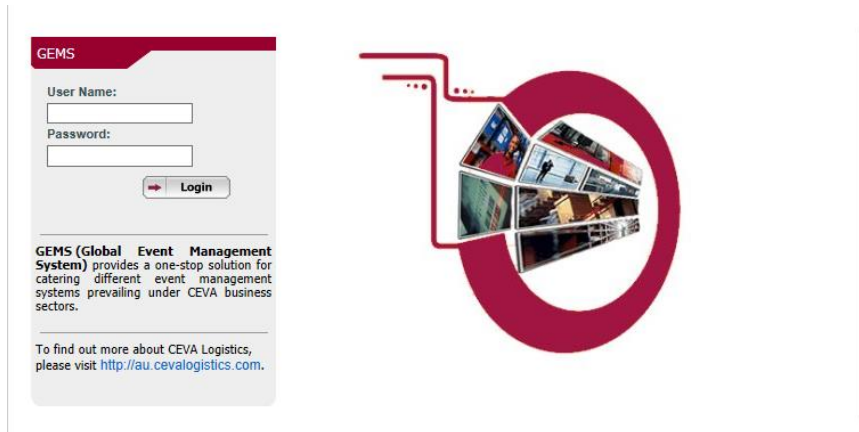 GEMS
User Name:
Password:
Login
GEMS (Global Event Management
System) provides a one-stop solution for
catering different event management
systems prevailing under CEVA business
sectors.
To find out more about CEVA Logistics,
please visit http://au.cevalogistics.com.